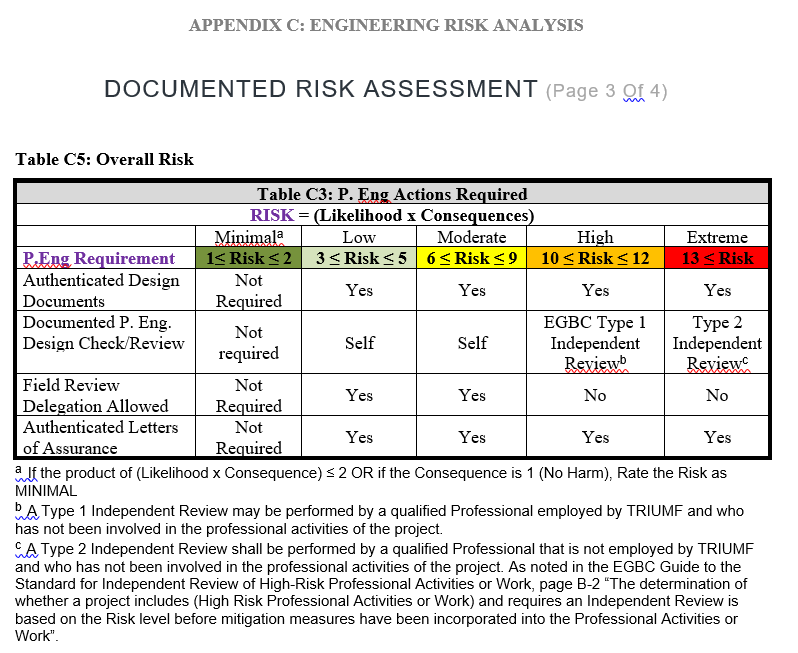 APPENDIX C: ENGINEERING RISK ANALYSIS
DOCUMENTED RISK ASSESSMENT (Page 3 Of 4)
Table C5: Overall Risk
Table C3: P. Eng Actions Required
RISK = (Likelihood x Consequences)
Minimalª Low Moderate High Extreme
P.Eng Requirement 1≤ Risk ≤ 2 3 ≤ Risk ≤ 5 6 ≤ Risk ≤ 9 10 ≤ Risk ≤ 12 13 ≤ Risk
Authenticated Design
Documents
Not
Required
Yes Yes Yes Yes
Documented P. Eng.
Design Check/Review
Not
required
Self Self
EGBC Type 1
Independent
Reviewᵇ
Type 2
Independent
Reviewᶜ
Field Review
Delegation Allowed
Not
Required
Yes Yes No No
Authenticated Letters
of Assurance
Not
Required
Yes Yes Yes Yes
ª If the product of (Likelihood x Consequence) ≤ 2 OR if the Consequence is 1 (No Harm), Rate the Risk as
MINIMAL
ᵇ A Type 1 Independent Review may be performed by a qualified Professional employed by TRIUMF and who
has not been involved in the professional activities of the project.
ᶜ A Type 2 Independent Review shall be performed by a qualified Professional that is not employed by TRIUMF
and who has not been involved in the professional activities of the project. As noted in the EGBC Guide to the
Standard for Independent Review of High-Risk Professional Activities or Work, page B-2 “The determination of
whether a project includes (High Risk Professional Activities or Work) and requires an Independent Review is
based on the Risk level before mitigation measures have been incorporated into the Professional Activities or
Work”.